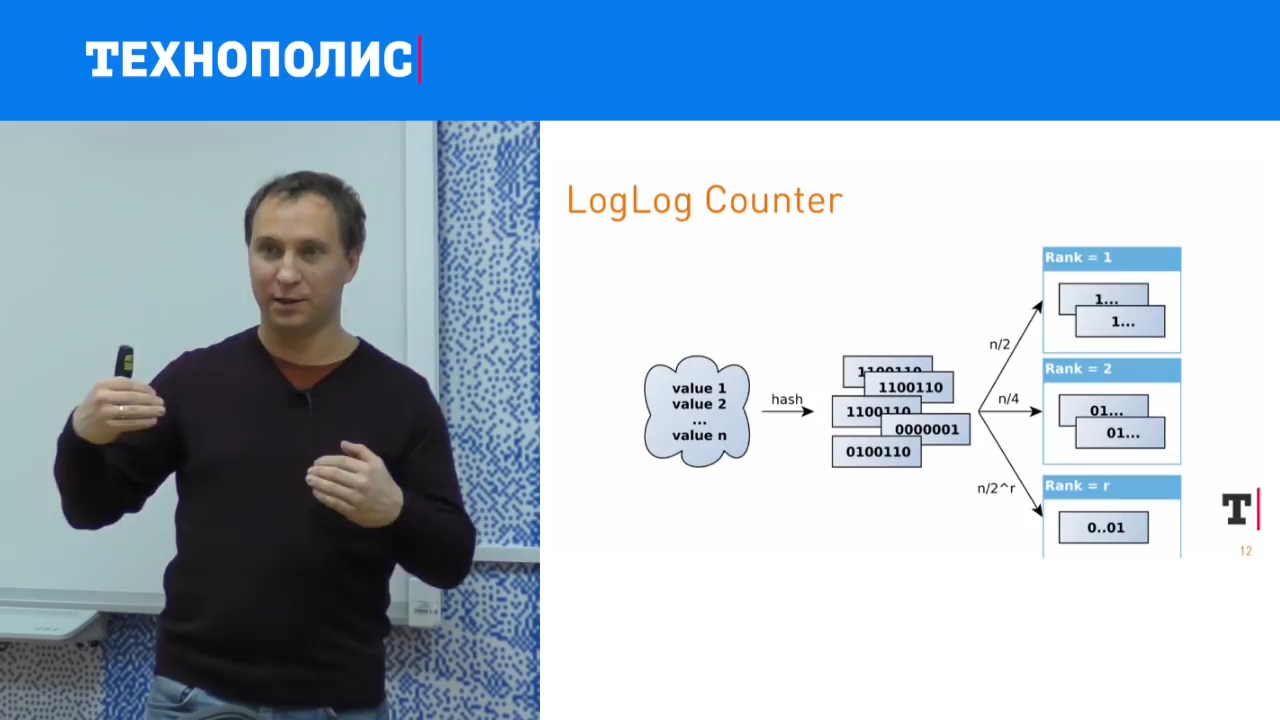 ТЕХНОПОЛИС
LogLog Counter
value 1
value 2
...
value n
hash
1100110
1100110
1100110
0000001
0100110
n/2
n/4
n/2^r
Rank = 1
1...
1...
Rank = 2
01...
01...
Rank = r
0..01
T
12